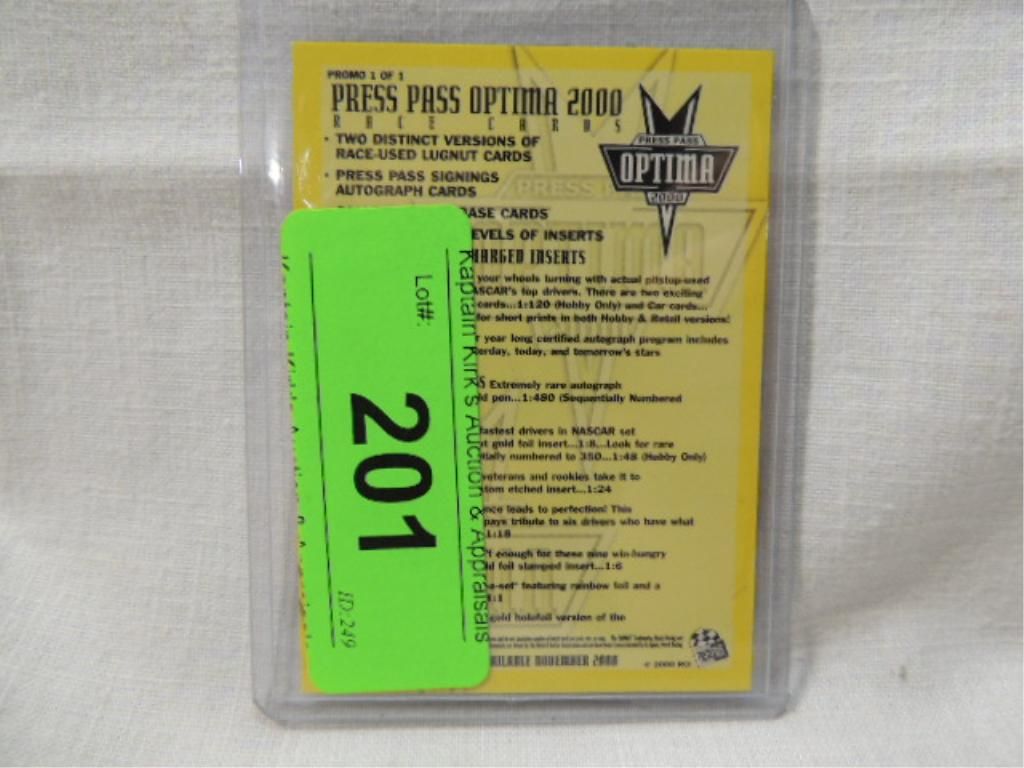 PROMO 1 OF 1
PRESS PASS OPTIMA 2000
RACE CARDS
• TWO DISTINCT VERSIONS OF
RACE-USED LUGNUT CARDS
• PRESS PASS SIGNINGS
AUTOGRAPH CARDS
BASE CARDS
LEVELS OF INSERTS
INSERTS
your wheels turning with actual pitstop-used
NASCAR's top drivers. There are two exciting
cards...1:120 (Hobby Only) and Car cards...
for short prints in both Hobby & Retail versions!
year long certified autograph program includes
today, and tomorrow's stars
Extremely rare autograph
pen...1:480 (Sequentially Numbered
fastest drivers in NASCAR set
gold foil insert...1:8...Look for rare
numbered to 350...1:48 (Hobby Only)
veterans and rookies take it to
etched insert...1:24
leads to perfection! This
pays tribute to six drivers who have what
1:18
enough for these nine win-hungry
foil stamped insert...1:6
featuring rainbow foil and a
1:1
gold holofoil version of the
AVAILABLE NOVEMBER 2000
© 2000 RCI
PRESS PASS
OPTIMA
2000
Lot#:
201
ID:249
Kaptain Kirk's Auction & Appraisals